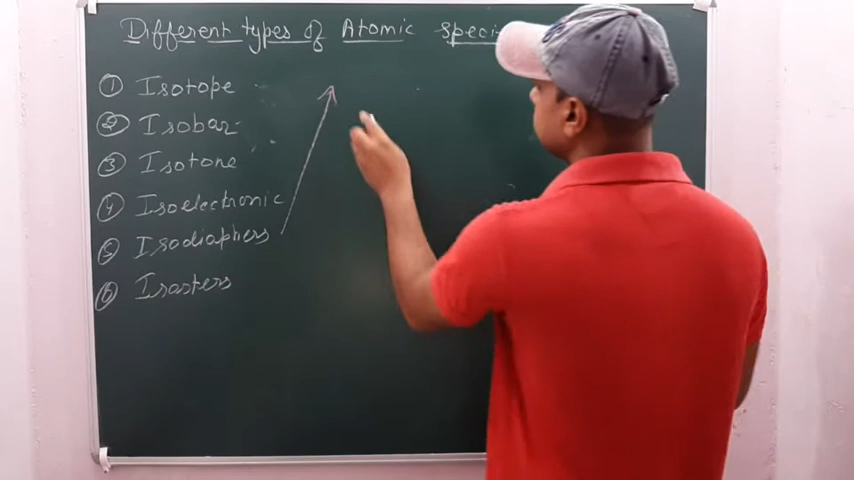 Different types of Atomic speci
① Isotope
② Isobar
③ Isotone
④ Isoelectronic
⑤ Isodiaphers
⑥ Isosters